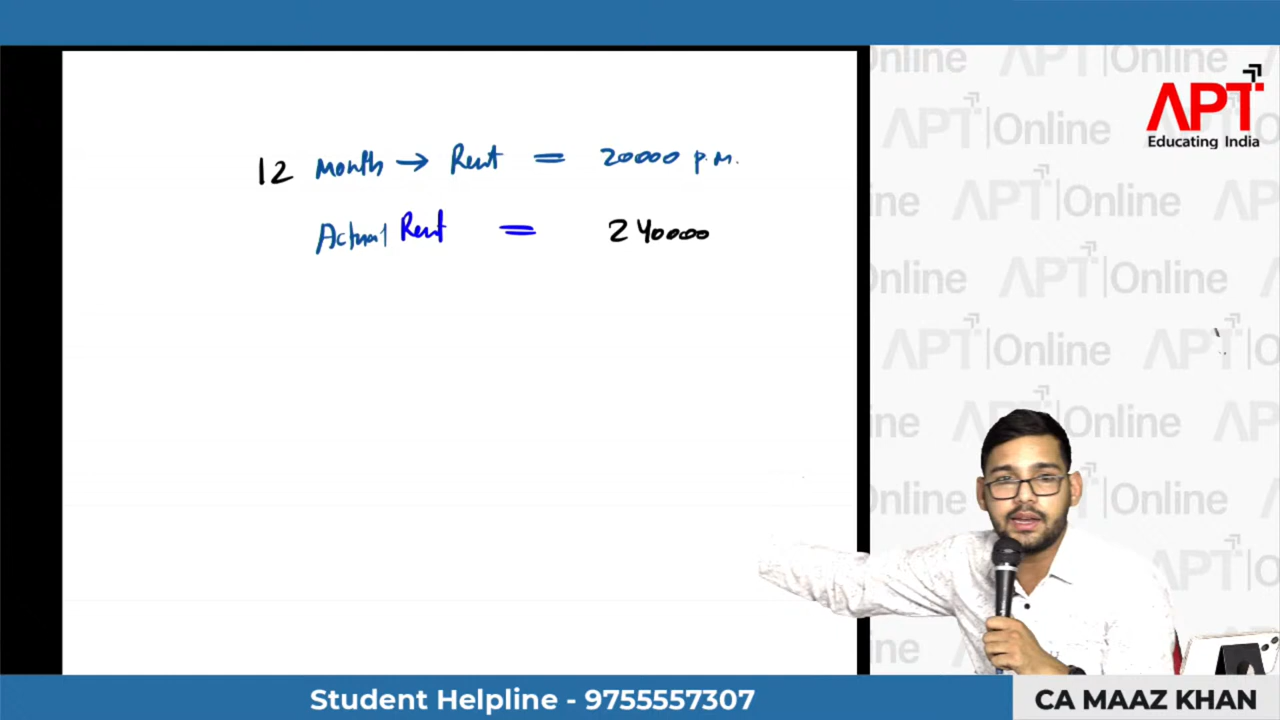 12 Month → Rent = 20000 p.m.
Actual Rent = 240000
APT
Educating India
APT|Online
Student Helpline - 9755557307
CA MAAZ KHAN